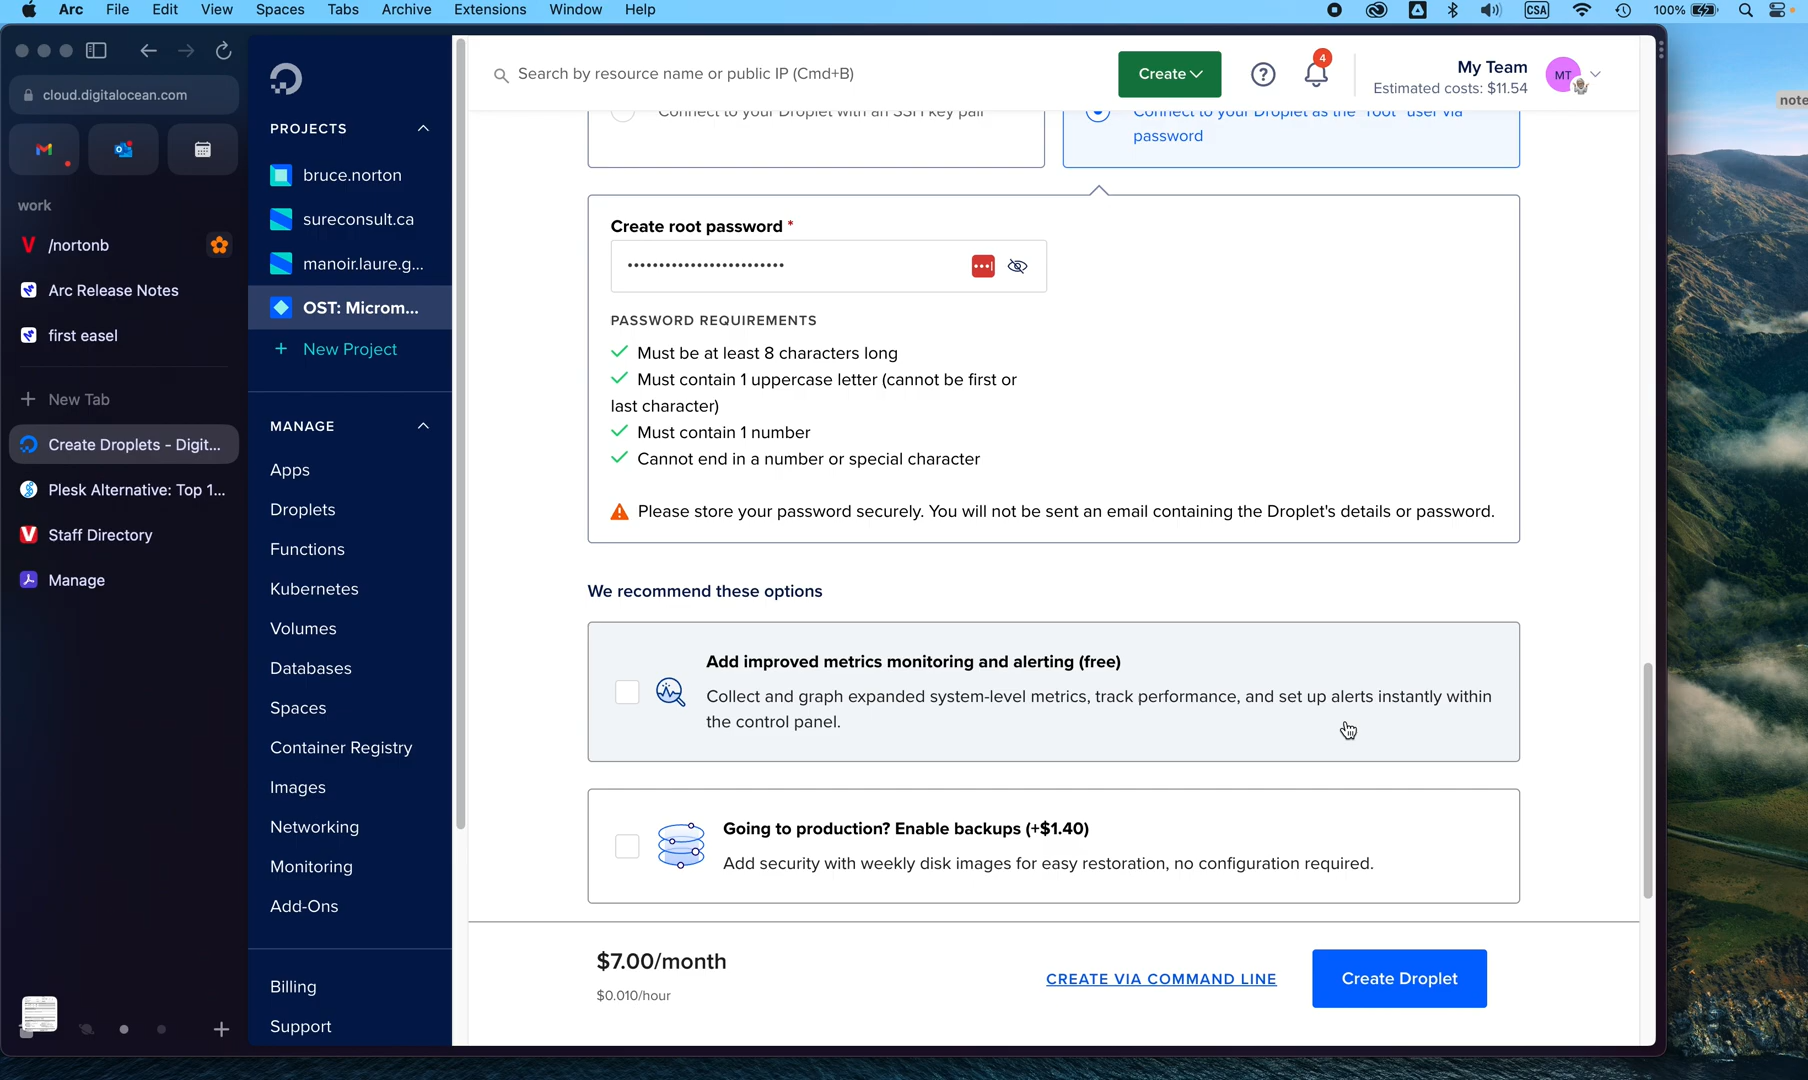 Arc File Edit View Spaces Tabs Archive Extensions Window Help
CSA 100%
cloud.digitalocean.com
work
/nortonb
Arc Release Notes
first easel
New Tab
Create Droplets - Digit...
Plesk Alternative: Top 1...
Staff Directory
Manage
PROJECTS
bruce.norton
sureconsult.ca
manoir.laure.g...
OST: Microm...
+ New Project
MANAGE
Apps
Droplets
Functions
Kubernetes
Volumes
Databases
Spaces
Container Registry
Images
Networking
Monitoring
Add-Ons
Billing
Support
Search by resource name or public IP (Cmd+B)
Create
?
4
My Team
Estimated costs: $11.54
MT
Connect to your Droplet with an SSH key pair
Connect to your Droplet as the "root" user via
password
Create root password *
•••••••••••••••••••••••••
PASSWORD REQUIREMENTS
Must be at least 8 characters long
Must contain 1 uppercase letter (cannot be first or
last character)
Must contain 1 number
Cannot end in a number or special character
Please store your password securely. You will not be sent an email containing the Droplet's details or password.
We recommend these options
Add improved metrics monitoring and alerting (free)
Collect and graph expanded system-level metrics, track performance, and set up alerts instantly within
the control panel.
Going to production? Enable backups (+$1.40)
Add security with weekly disk images for easy restoration, no configuration required.
$7.00/month
$0.010/hour
CREATE VIA COMMAND LINE
Create Droplet
note